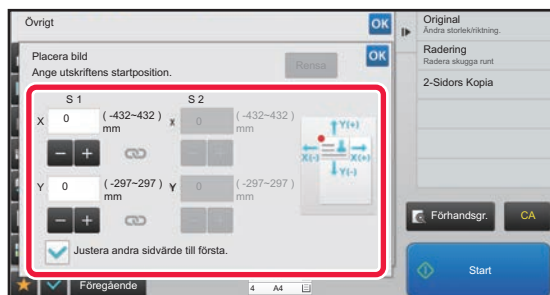 Övrigt
OK
Placera bild
Ange utskriftens startposition.
Rensa
OK
S 1
S 2
X
0
( -432~432 )
mm
x
0
( -432~432 )
mm
− +
− +
Y
0
( -297~297 )
mm
Y
0
( -297~297 )
mm
− +
− +
Y(+)
X(-)
X(+)
Y(-)
Justera andra sidvärde till första.
Föregående
4 A4
Original
Ändra storlek/riktning.
Radering
Radera skugga runt
2-Sidors Kopia
Förhandsgr.
CA
Start